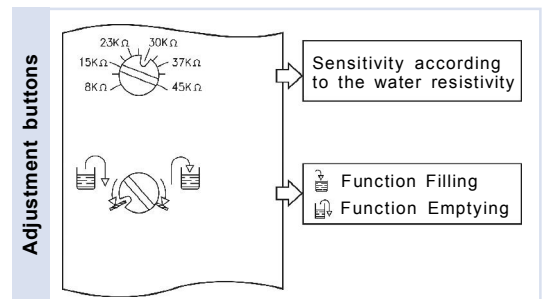 Adjustment buttons
23KΩ 30KΩ
15KΩ 37KΩ
8KΩ 45KΩ
Sensitivity according
to the water resistivity
Function Filling
Function Emptying